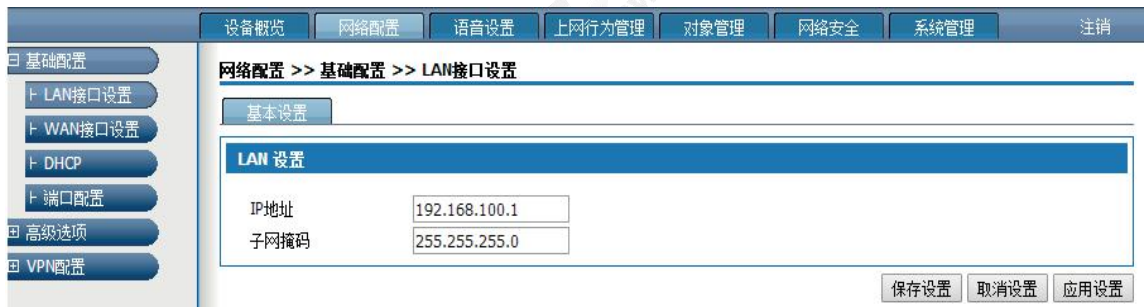 设备概览 网络配置 语音设置 上网行为管理 对象管理 网络安全 系统管理 注销
基础配置
LAN接口设置
WAN接口设置
DHCP
端口配置
高级选项
VPN配置
网络配置 >> 基础配置 >> LAN接口设置
基本设置
LAN 设置
IP地址 192.168.100.1
子网掩码 255.255.255.0
保存设置 取消设置 应用设置